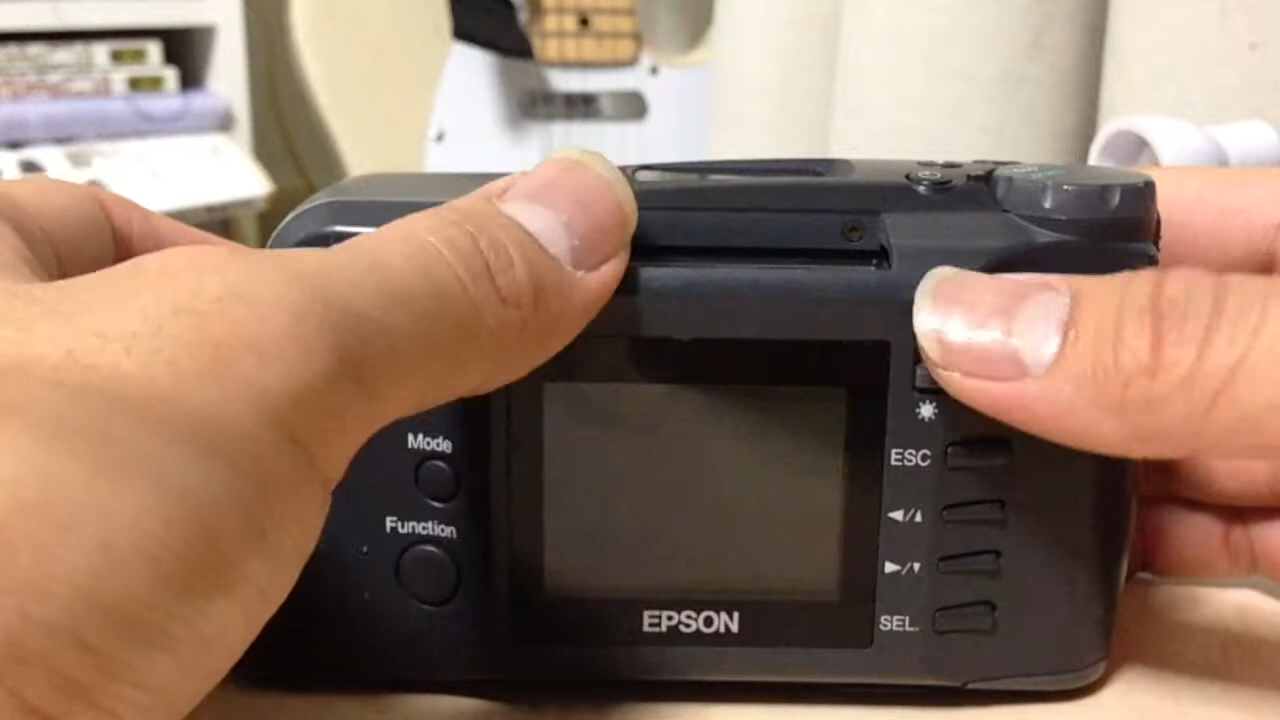 Mode
Function
ESC
◄/▲
►/▼
SEL.
EPSON